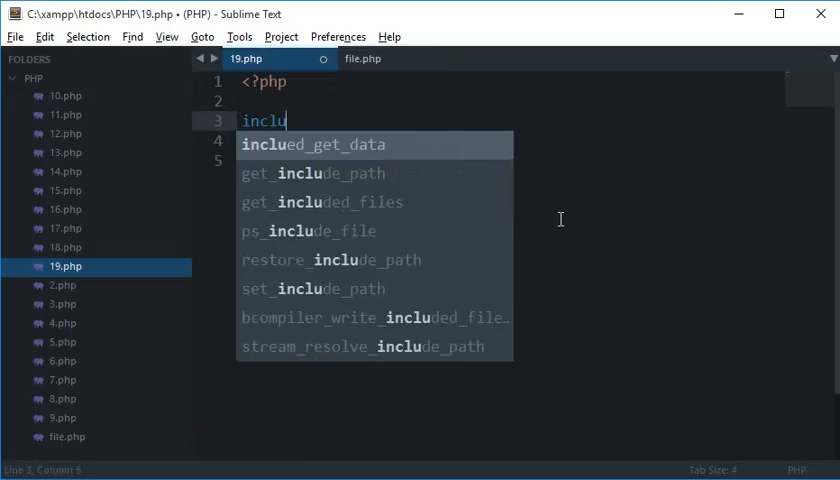 C:\xampp\htdocs\PHP\19.php • (PHP) - Sublime Text
File Edit Selection Find View Goto Tools Project Preferences Help
FOLDERS
PHP
10.php
11.php
12.php
13.php
14.php
15.php
16.php
17.php
18.php
19.php
2.php
3.php
4.php
5.php
6.php
7.php
8.php
9.php
file.php
19.php file.php
1 <?php
2
3 inclu
4
5
inclued_get_data
get_include_path
get_included_files
ps_include_file
restore_include_path
set_include_path
bcompiler_write_included_file…
stream_resolve_include_path
Line 3, Column 6 Tab Size: 4 PHP